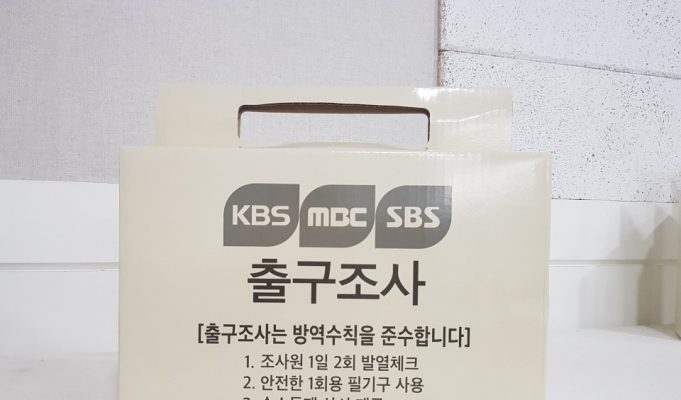 KBS MBC SBS
출구조사
[출구조사는 방역수칙을 준수합니다]
1. 조사원 1일 2회 발열체크
2. 안전한 1회용 필기구 사용